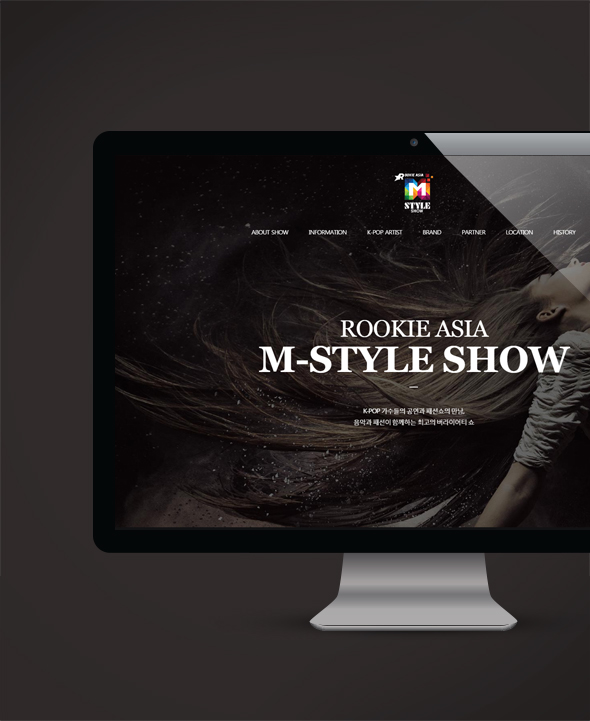 ROOKIE ASIA
M
STYLE
SHOW
ABOUT SHOW INFORMATION K-POP ARTIST BRAND PARTNER LOCATION HISTORY
ROOKIE ASIA
M-STYLE SHOW
K-POP 가수들의 공연과 패션쇼의 만남,
음악과 패션이 함께하는 최고의 버라이어티 쇼